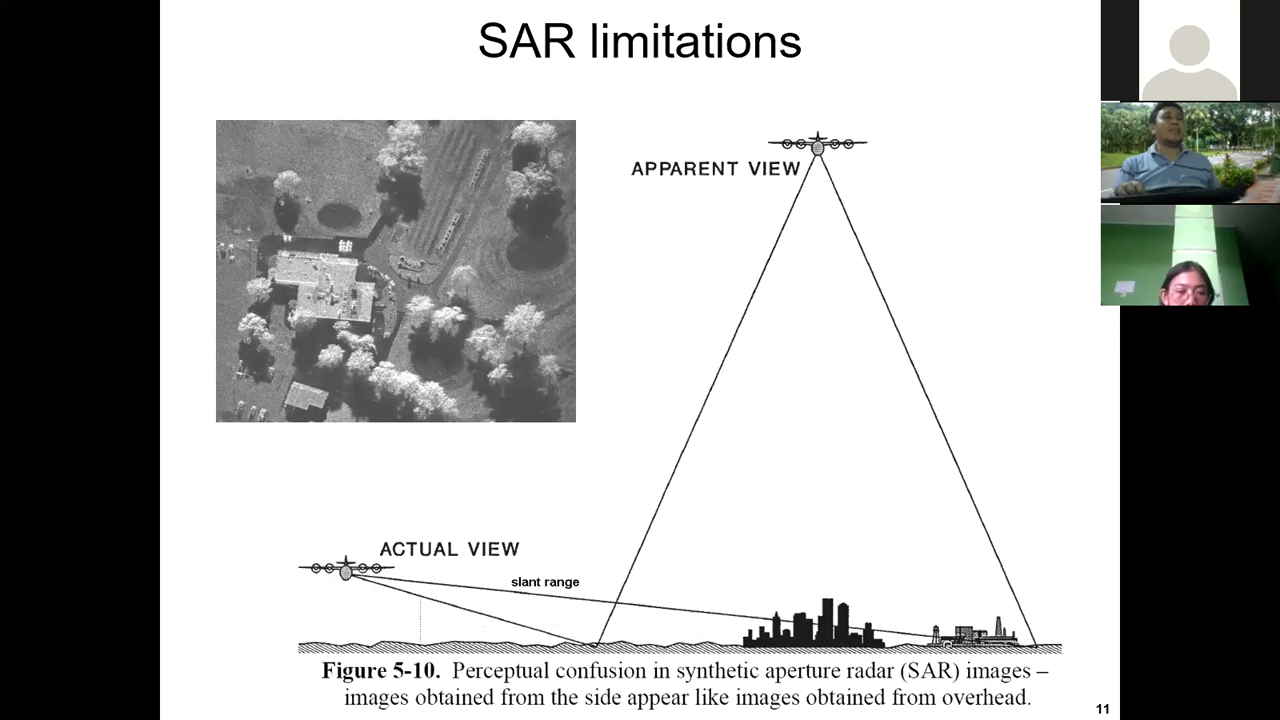 SAR limitations
APPARENT VIEW
ACTUAL VIEW
slant range
Figure 5-10. Perceptual confusion in synthetic aperture radar (SAR) images –
images obtained from the side appear like images obtained from overhead.
11